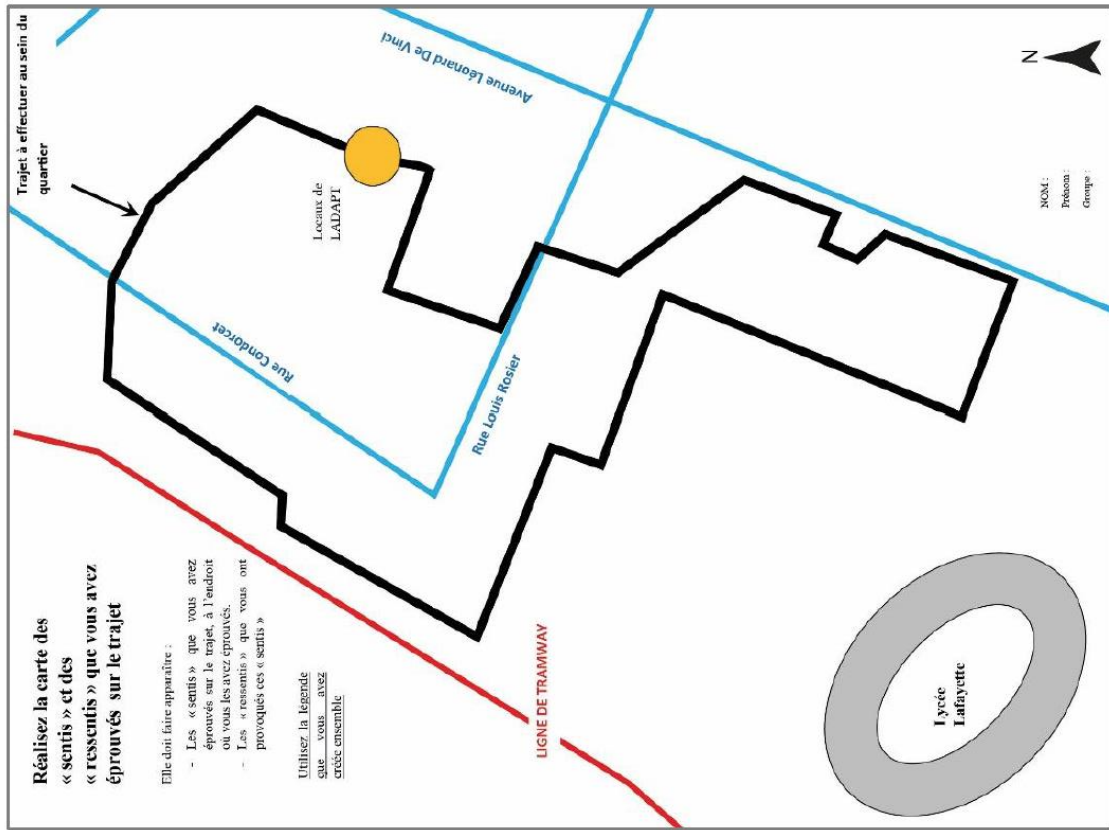 Réalisez la carte des
« sentis » et des
« ressentis » que vous avez
éprouvés sur le trajet
Elle doit faire apparaître :
- Les « sentis » que vous avez
éprouvés sur le trajet, à l'endroit
où vous les avez éprouvés.
- Les « ressentis » que vous ont
provoqués ces « sentis »
Utilisez la légende
que vous avez
créée ensemble
Trajet à effectuer au sein du
quartier
Rue Condorcet
Locaux de
LADAPT
Avenue Léonard De Vinci
Rue Louis Rosier
LIGNE DE TRAMWAY
Lycée
Lafayette
N
NOM :
Prénom :
Groupe :